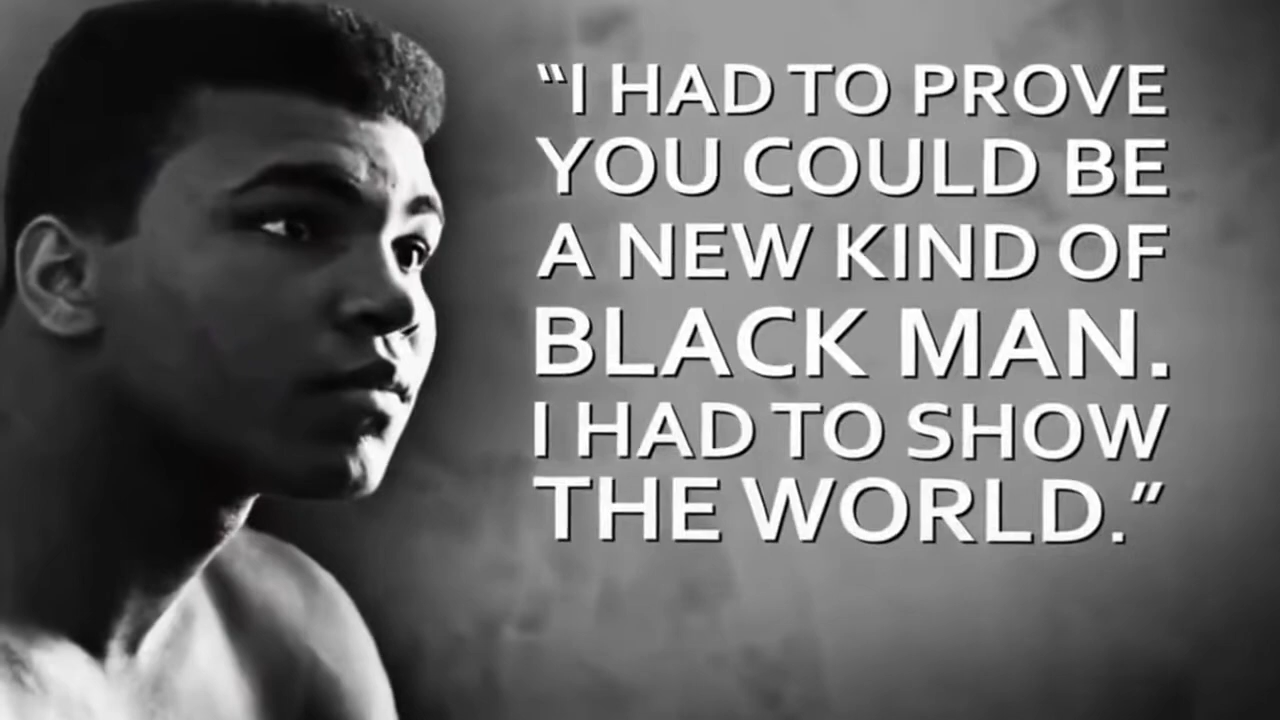 “I HAD TO PROVE
YOU COULD BE
A NEW KIND OF
BLACK MAN.
I HAD TO SHOW
THE WORLD.”